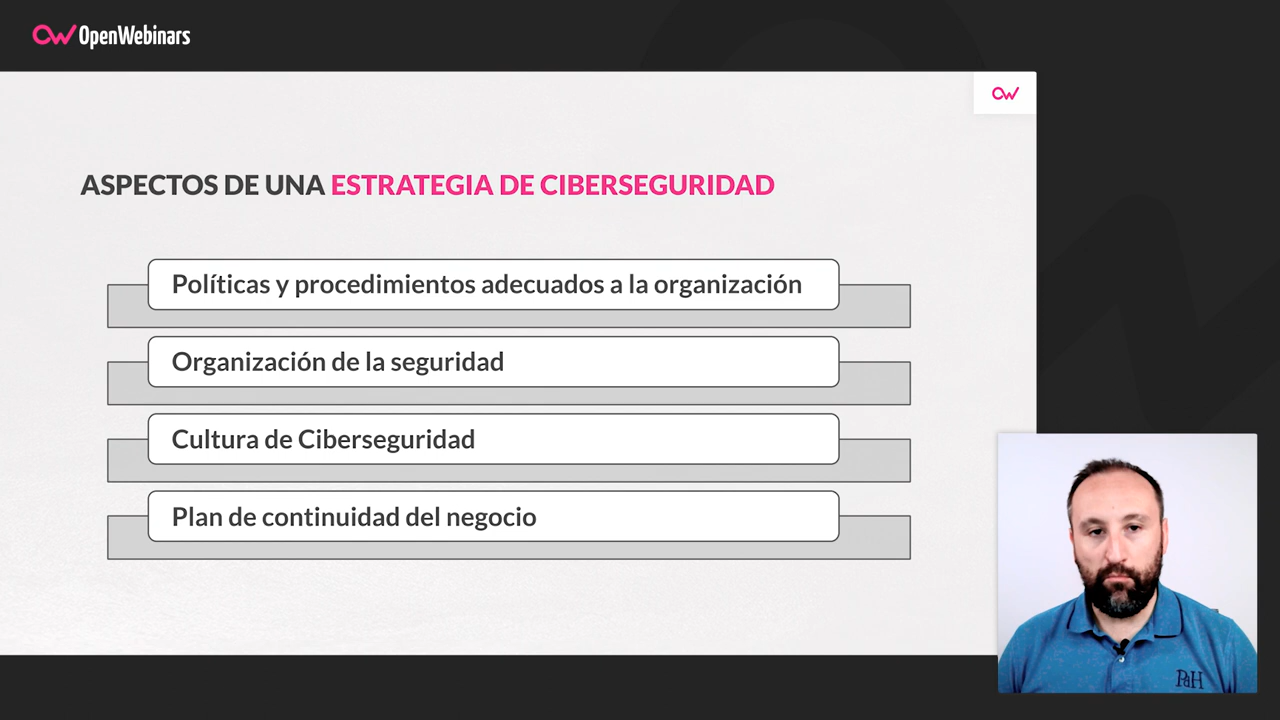 OpenWebinars
ASPECTOS DE UNA ESTRATEGIA DE CIBERSEGURIDAD
Políticas y procedimientos adecuados a la organización
Organización de la seguridad
Cultura de Ciberseguridad
Plan de continuidad del negocio
P&H